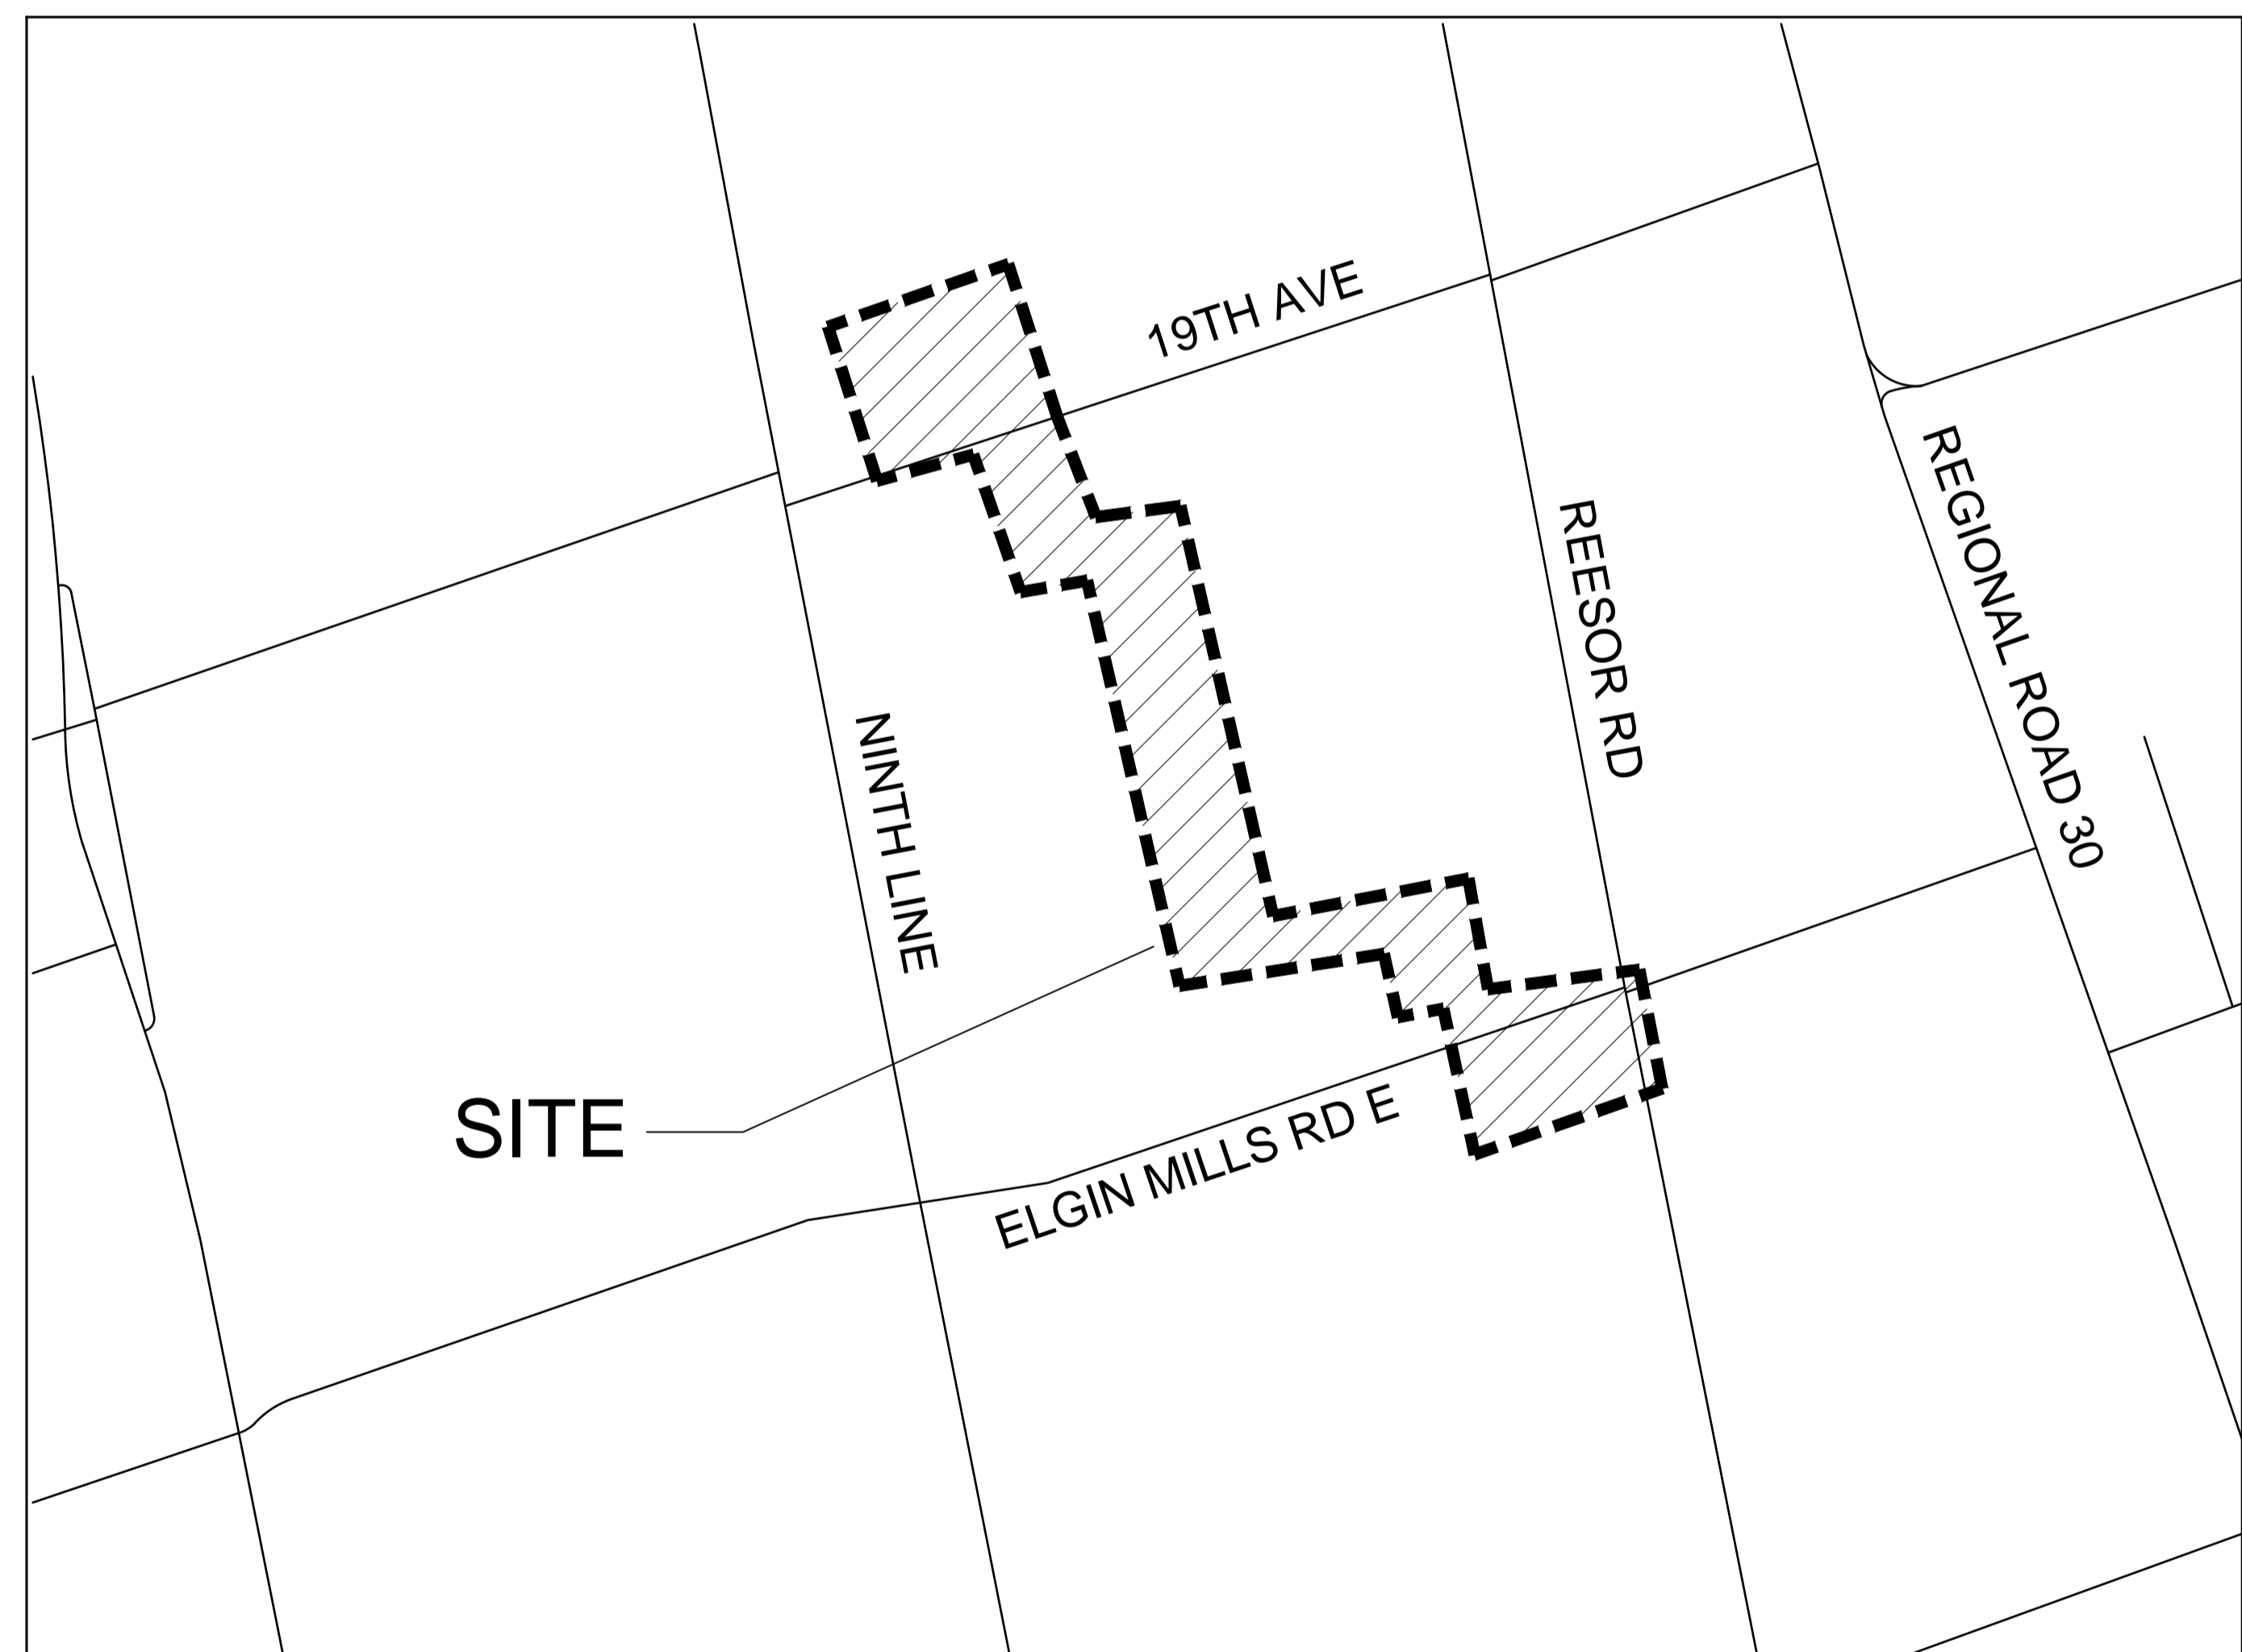 19TH AVE
REESOR RD
REGIONAL ROAD 30
NINTH LINE
SITE
ELGIN MILLS RD E